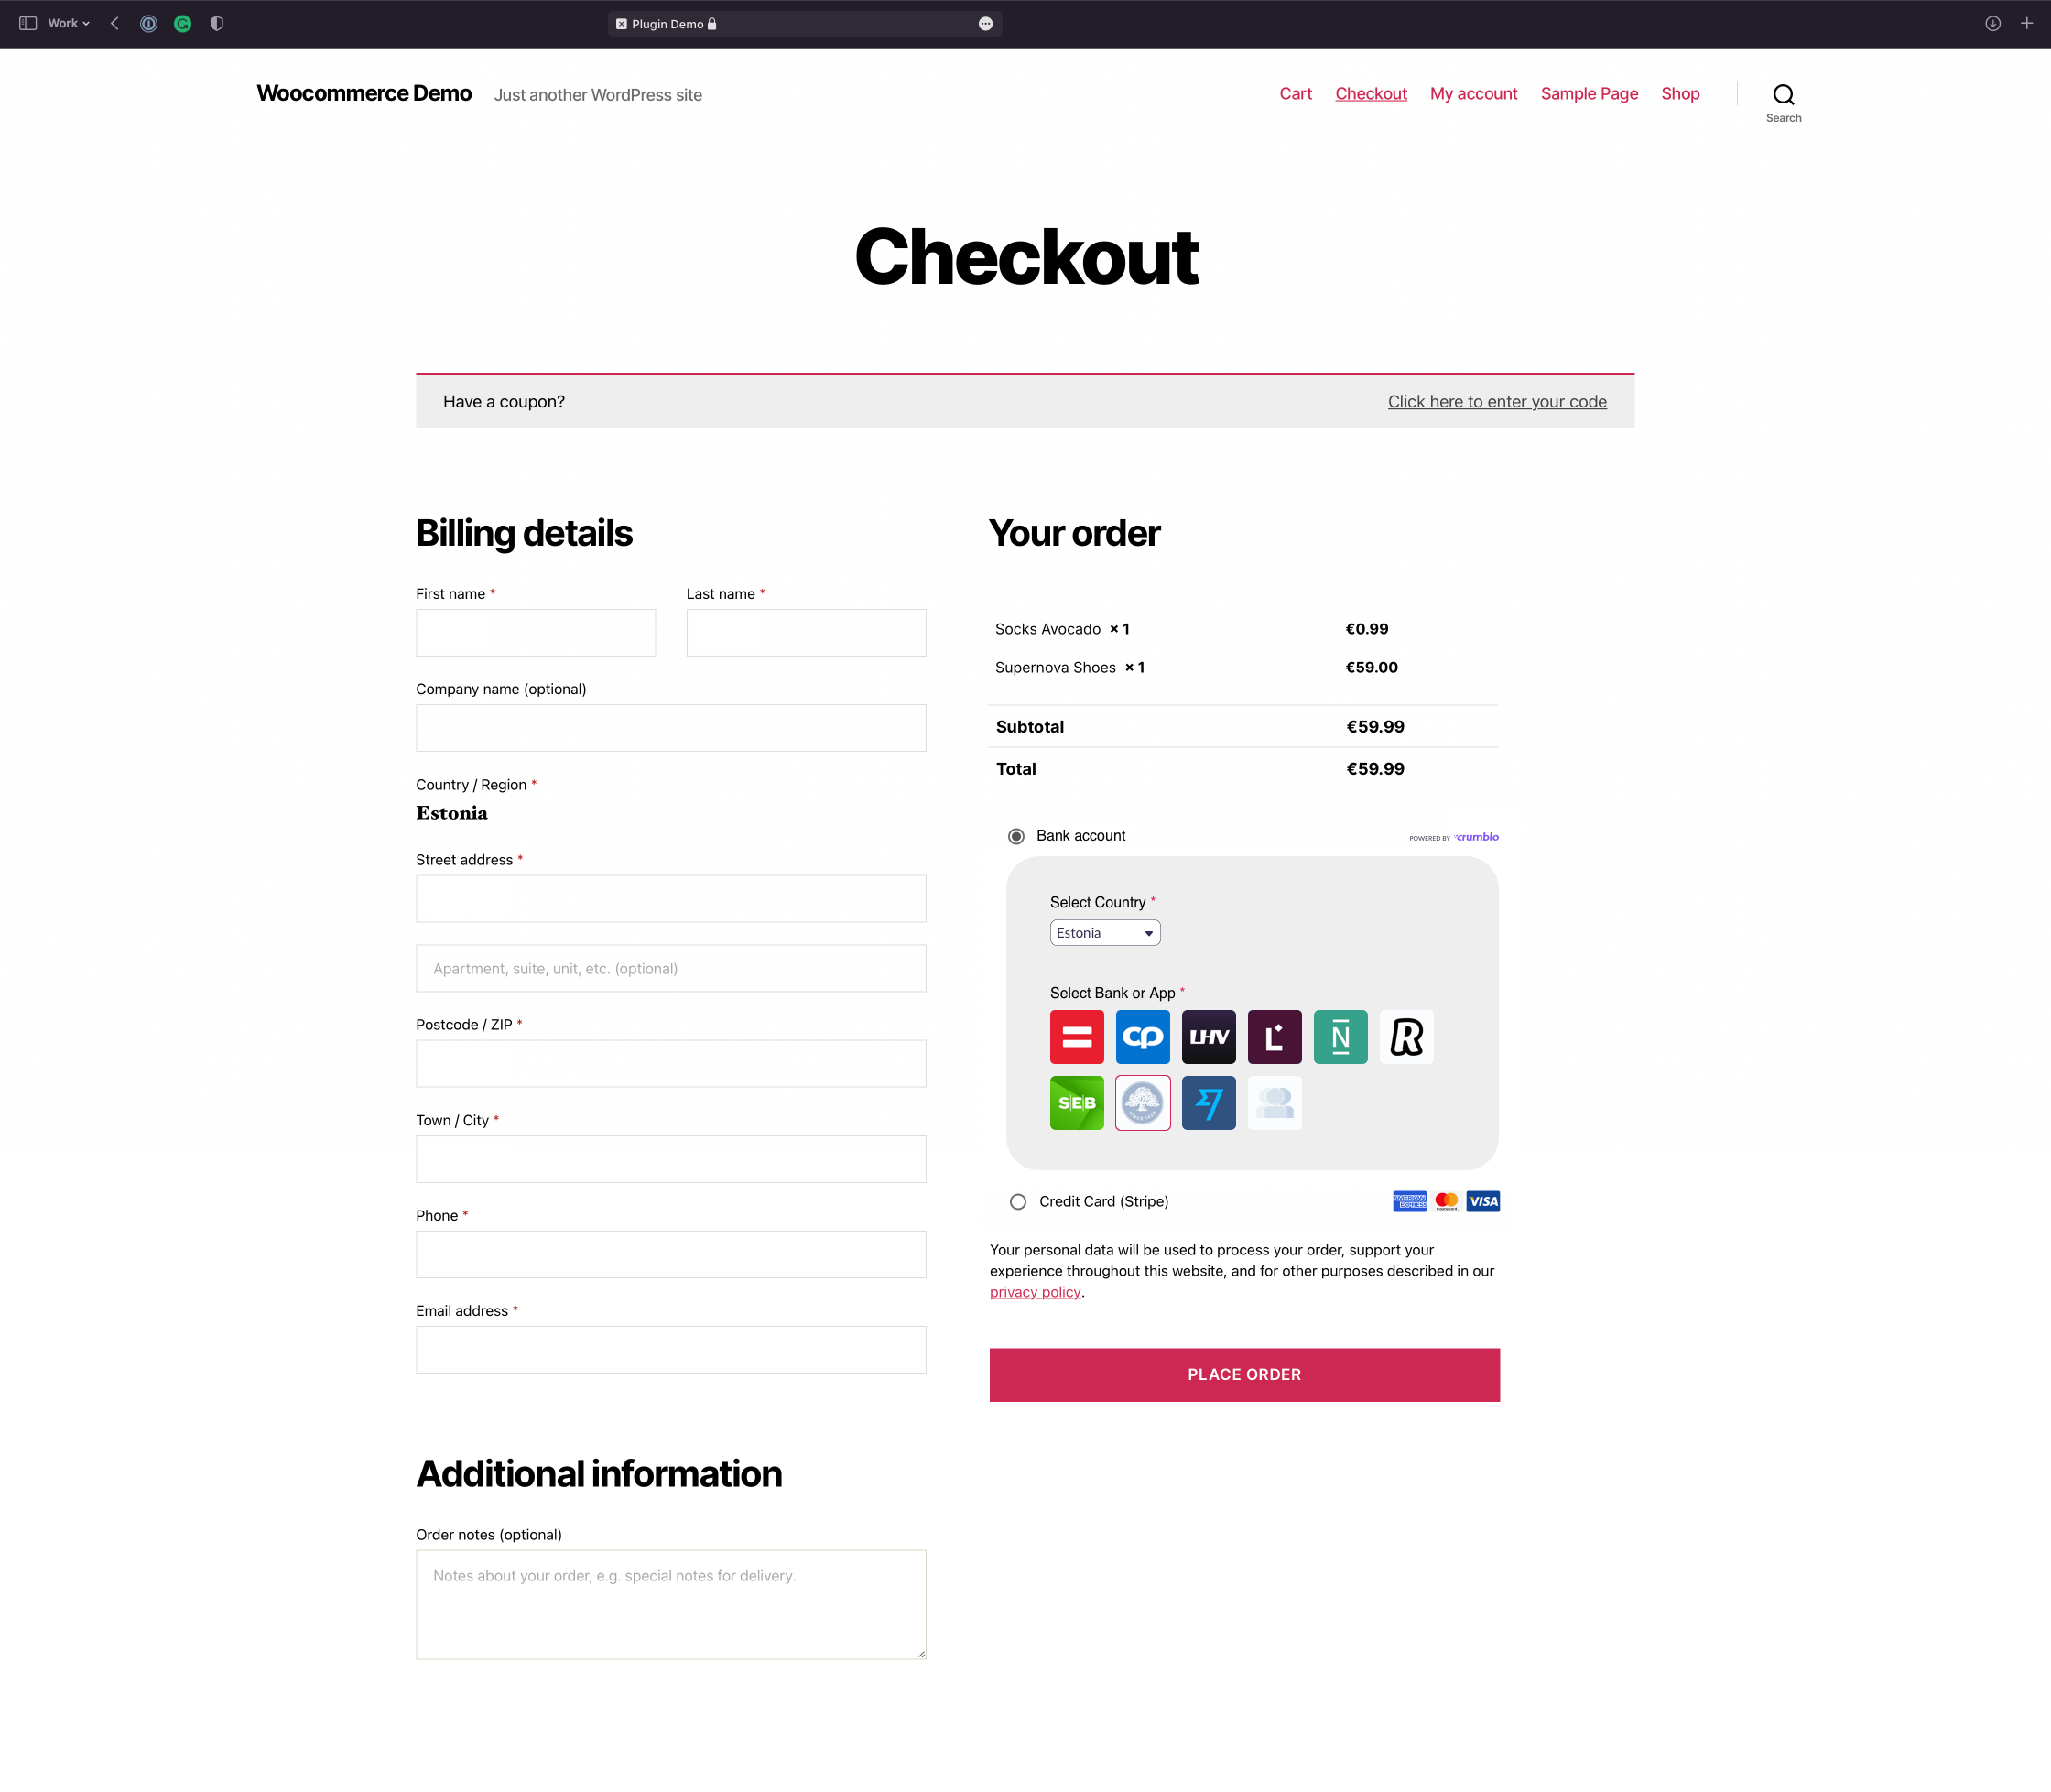 Work
Plugin Demo
Woocommerce Demo Just another WordPress site
Cart Checkout My account Sample Page Shop
Search
Checkout
Have a coupon? Click here to enter your code
Billing details
First name * Last name *
Company name (optional)
Country / Region *
Estonia
Street address *
Apartment, suite, unit, etc. (optional)
Postcode / ZIP *
Town / City *
Phone *
Email address *
Additional information
Order notes (optional)
Notes about your order, e.g. special notes for delivery.
Your order
Socks Avocado × 1 €0.99
Supernova Shoes × 1 €59.00
Subtotal €59.99
Total €59.99
Bank account POWERED BY crumblo
Select Country *
Estonia
Select Bank or App *
cp LHV L N R
SEB
Credit Card (Stripe) AMERICAN EXPRESS mastercard VISA
Your personal data will be used to process your order, support your
experience throughout this website, and for other purposes described in our
privacy policy.
PLACE ORDER